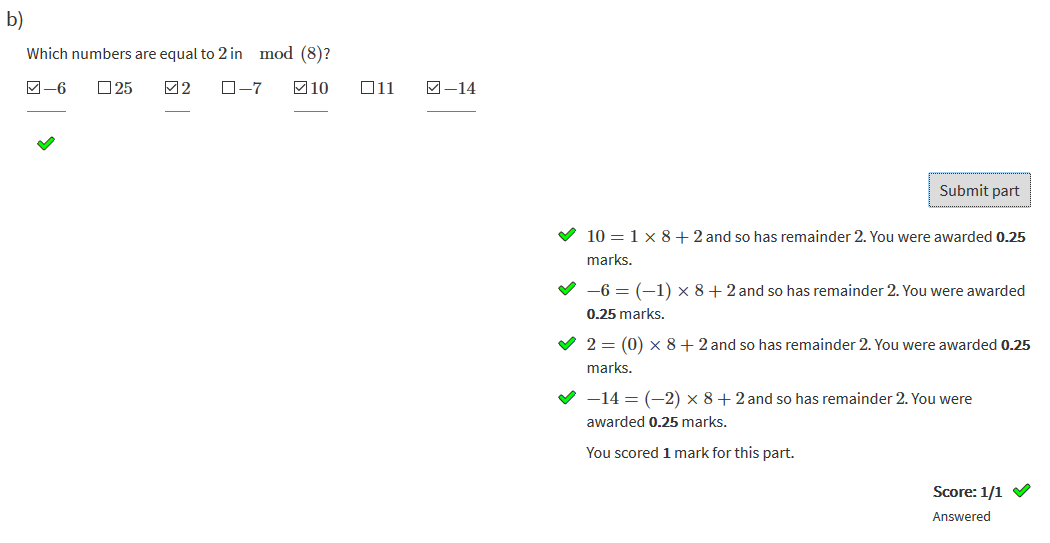 b)
Which numbers are equal to 2 in mod (8)?
−6 25 2 −7 10 11 −14
Submit part
10 = 1 × 8 + 2 and so has remainder 2. You were awarded 0.25
marks.
−6 = (−1) × 8 + 2 and so has remainder 2. You were awarded
0.25 marks.
2 = (0) × 8 + 2 and so has remainder 2. You were awarded 0.25
marks.
−14 = (−2) × 8 + 2 and so has remainder 2. You were
awarded 0.25 marks.
You scored 1 mark for this part.
Score: 1/1
Answered